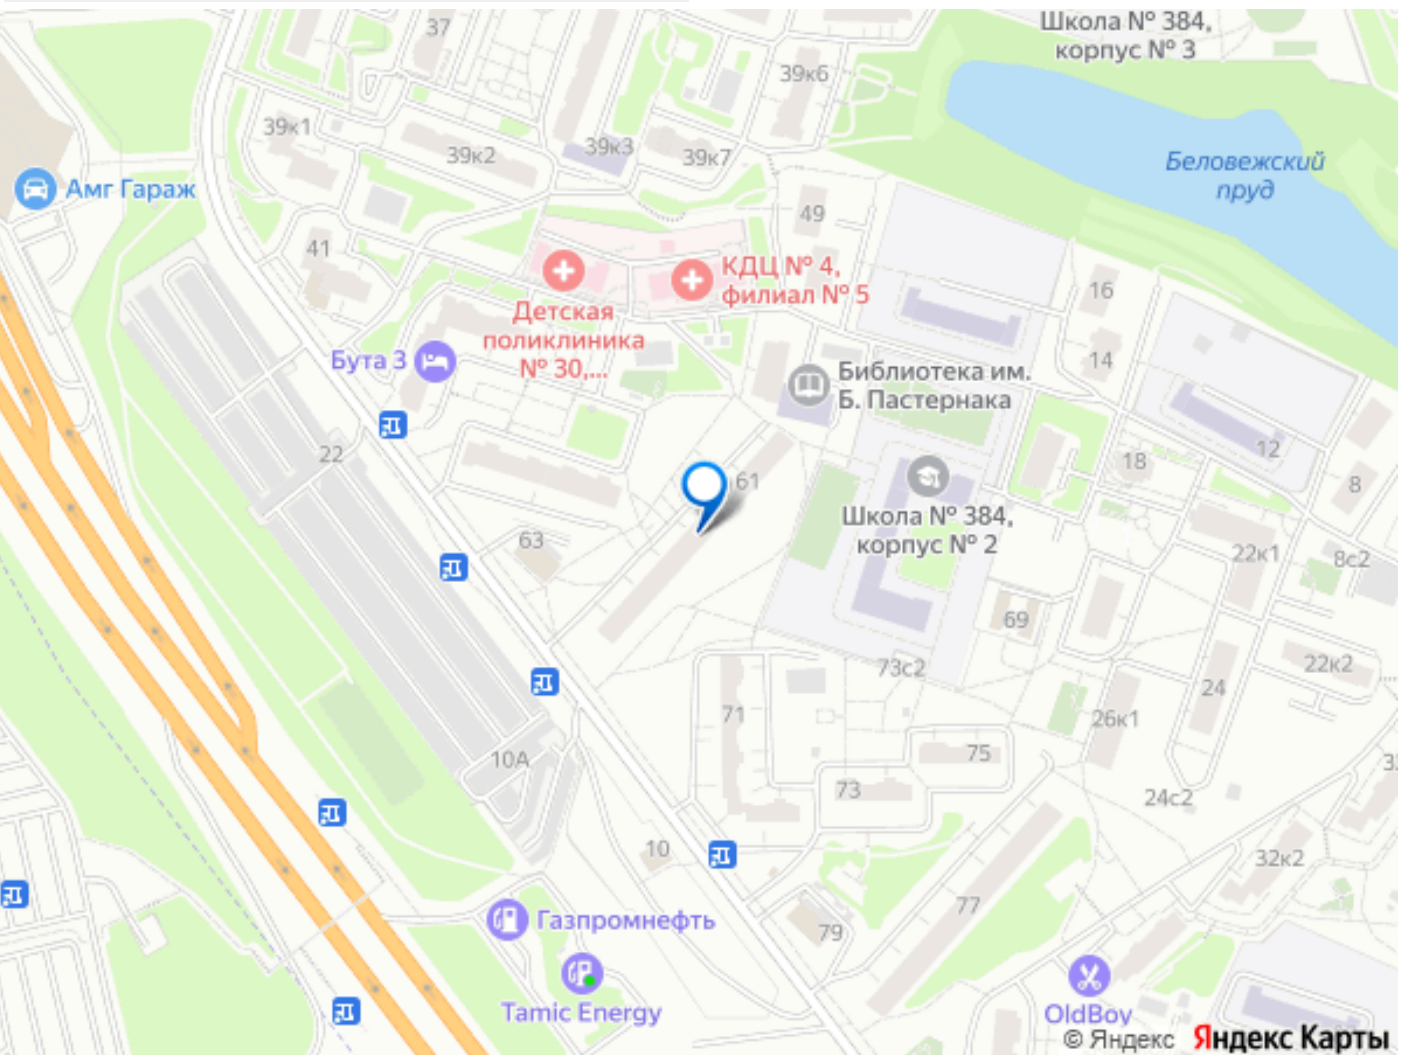 37
Школа № 384,
корпус № 3
39к6
39к1
39к2
39к3
39к7
Беловежский
пруд
Амг Гараж
49
41
КДЦ № 4,
филиал № 5
16
Детская
поликлиника
№ 30,...
Бута 3
14
Библиотека им.
Б. Пастернака
22
12
18
61
8
Школа № 384,
корпус № 2
63
22к1
8с2
69
73с2
22к2
24
71
26к1
75
10А
73
24с2
10
32к2
77
79
Газпромнефть
Tamic Energy
OldBoy
© Яндекс Яндекс Карты